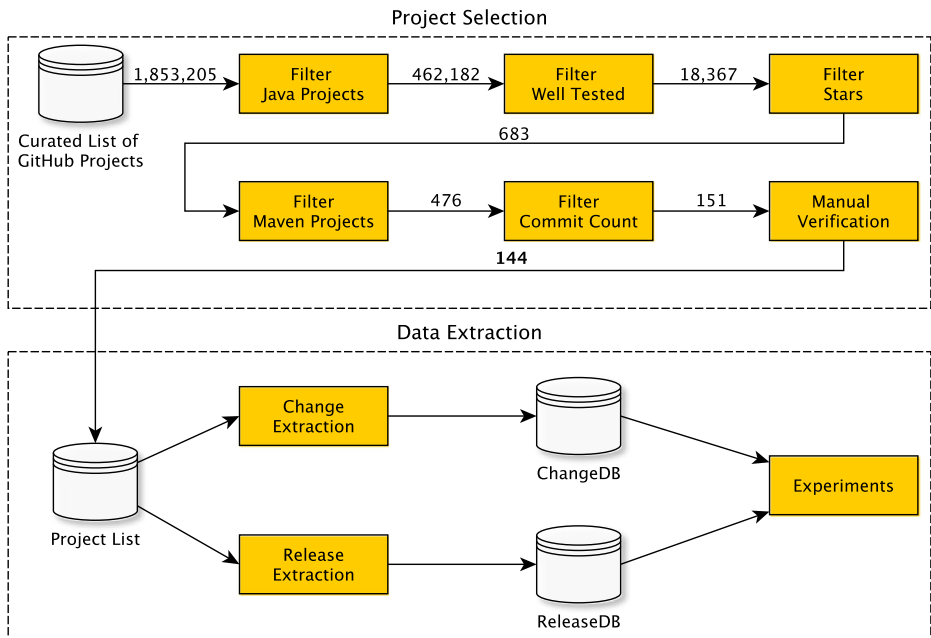 Project Selection
1,853,205
Filter
Java Projects
462,182
Filter
Well Tested
18,367
Filter
Stars
Curated List of
GitHub Projects
683
Filter
Maven Projects
476
Filter
Commit Count
151
Manual
Verification
144
Data Extraction
Change
Extraction
ChangeDB
Experiments
Project List
Release
Extraction
ReleaseDB